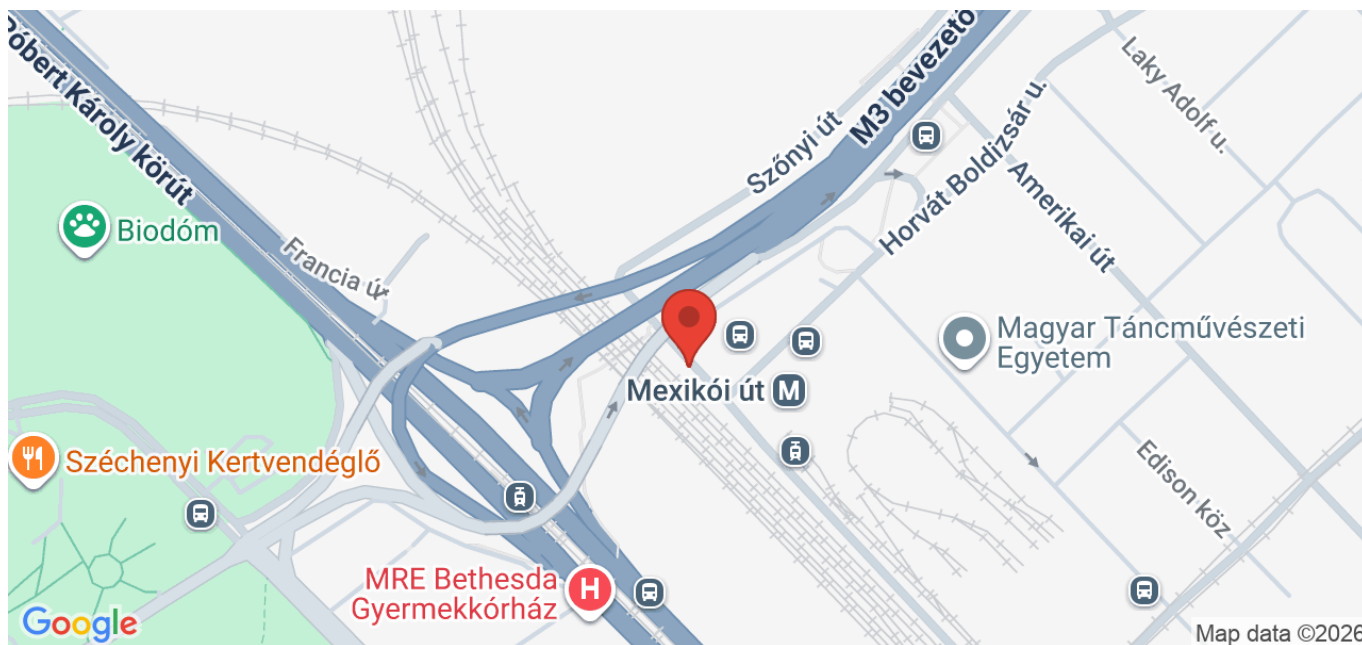 Róbert Károly körút
M3 bevezető
Laky Adolf u.
Szőnyi út
Horvát Boldizsár u.
Amerikai út
Biodóm
Francia út
Magyar Táncművészeti
Egyetem
Mexikói út
M
Széchenyi Kertvendéglő
Edison köz
MRE Bethesda
Gyermekkórház
H
Google
Map data ©2026